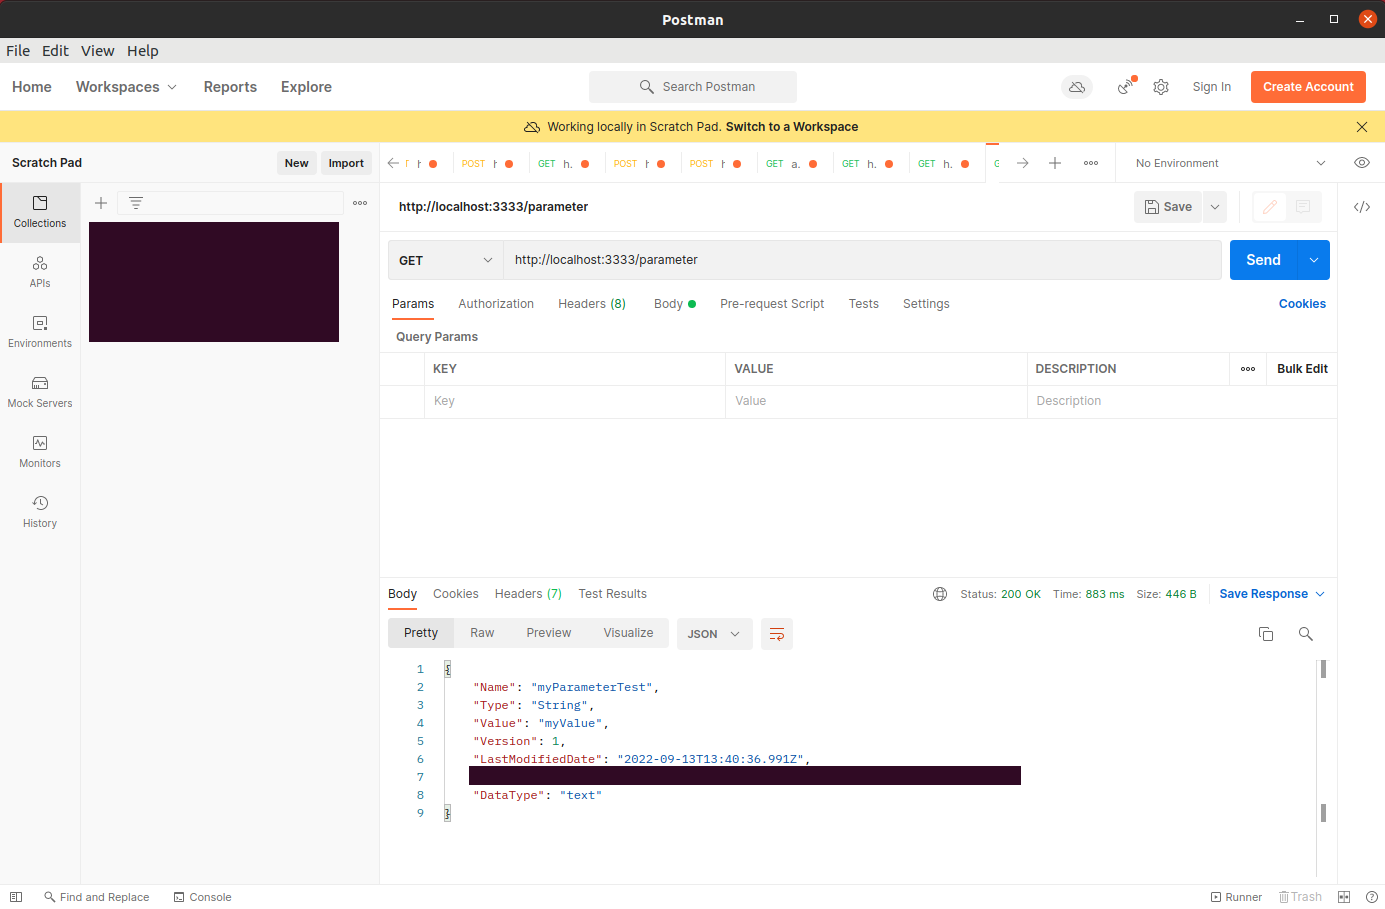 Postman
File Edit View Help
Home Workspaces Reports Explore Search Postman Sign In Create Account
Working locally in Scratch Pad. Switch to a Workspace
Scratch Pad New Import
POST h GET h. POST h POST h GET a. GET h. GET h. G No Environment
Collections
APIs
Environments
Mock Servers
Monitors
History
http://localhost:3333/parameter Save
GET http://localhost:3333/parameter Send
Params Authorization Headers (8) Body Pre-request Script Tests Settings Cookies
Query Params
KEY VALUE DESCRIPTION Bulk Edit
Key Value Description
Body Cookies Headers (7) Test Results Status: 200 OK Time: 883 ms Size: 446 B Save Response
Pretty Raw Preview Visualize JSON
1 {
2 "Name": "myParameterTest",
3 "Type": "String",
4 "Value": "myValue",
5 "Version": 1,
6 "LastModifiedDate": "2022-09-13T13:40:36.991Z",
7
8 "DataType": "text"
9 }
Find and Replace Console Runner Trash